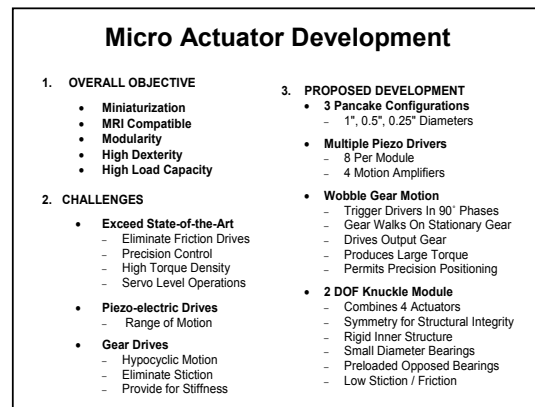 Micro Actuator Development
1. OVERALL OBJECTIVE
• Miniaturization
• MRI Compatible
• Modularity
• High Dexterity
• High Load Capacity
2. CHALLENGES
• Exceed State-of-the-Art
– Eliminate Friction Drives
– Precision Control
– High Torque Density
– Servo Level Operations
• Piezo-electric Drives
– Range of Motion
• Gear Drives
– Hypocyclic Motion
– Eliminate Stiction
– Provide for Stiffness
3. PROPOSED DEVELOPMENT
• 3 Pancake Configurations
– 1", 0.5", 0.25" Diameters
• Multiple Piezo Drivers
– 8 Per Module
– 4 Motion Amplifiers
• Wobble Gear Motion
– Trigger Drivers In 90˚ Phases
– Gear Walks On Stationary Gear
– Drives Output Gear
– Produces Large Torque
– Permits Precision Positioning
• 2 DOF Knuckle Module
– Combines 4 Actuators
– Symmetry for Structural Integrity
– Rigid Inner Structure
– Small Diameter Bearings
– Preloaded Opposed Bearings
– Low Stiction / Friction